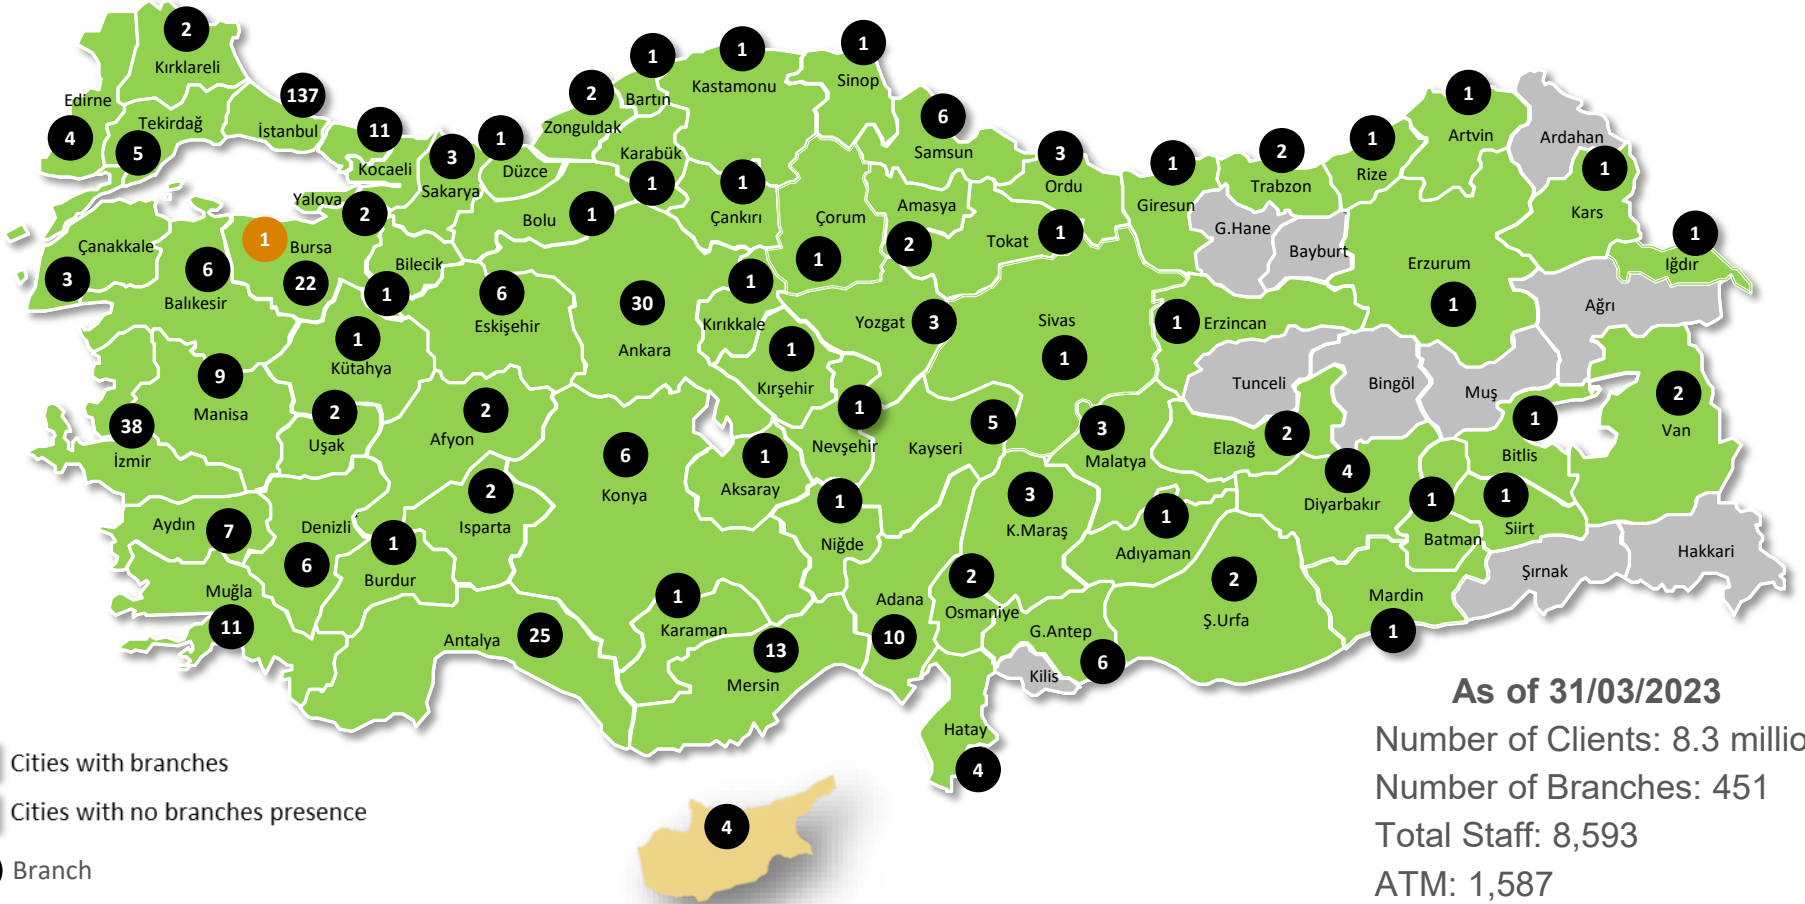 2
Kırklareli
Edirne
4
Tekirdağ
5
137
İstanbul
11
Kocaeli
3
Sakarya
1
Düzce
2
Zonguldak
1
Bartın
1
Kastamonu
1
Sinop
6
Samsun
3
Ordu
1
Giresun
2
Trabzon
1
Rize
1
Artvin
Ardahan
1
Kars
1
Iğdır
Karabük
1
1
Çankırı
Çorum
1
Amasya
2
Tokat
1
G.Hane
Bayburt
Erzurum
1
Ağrı
Yalova
2
Bolu
1
Çanakkale
3
6
Balıkesir
1
Bursa
22
Bilecik
1
6
Eskişehir
30
Ankara
1
Kırıkkale
Yozgat
3
Sivas
1
1
Erzincan
1
Kütahya
1
Kırşehir
9
Manisa
38
İzmir
2
Uşak
2
Afyon
1
Nevşehir
5
Kayseri
3
Malatya
Tunceli
Bingöl
Muş
2
Elazığ
1
Bitlis
2
Van
6
Konya
1
Aksaray
2
Isparta
1
Niğde
3
K.Maraş
1
Adıyaman
4
Diyarbakır
1
Batman
1
Siirt
Şırnak
Hakkari
Aydın
7
Denizli
6
1
Burdur
Muğla
11
Antalya
25
1
Karaman
13
Mersin
Adana
10
2
Osmaniye
G.Antep
6
Kilis
2
Ş.Urfa
Mardin
1
Hatay
4
4
Cities with branches
Cities with no branches presence
Branch
As of 31/03/2023
Number of Clients: 8.3 millio
Number of Branches: 451
Total Staff: 8,593
ATM: 1,587